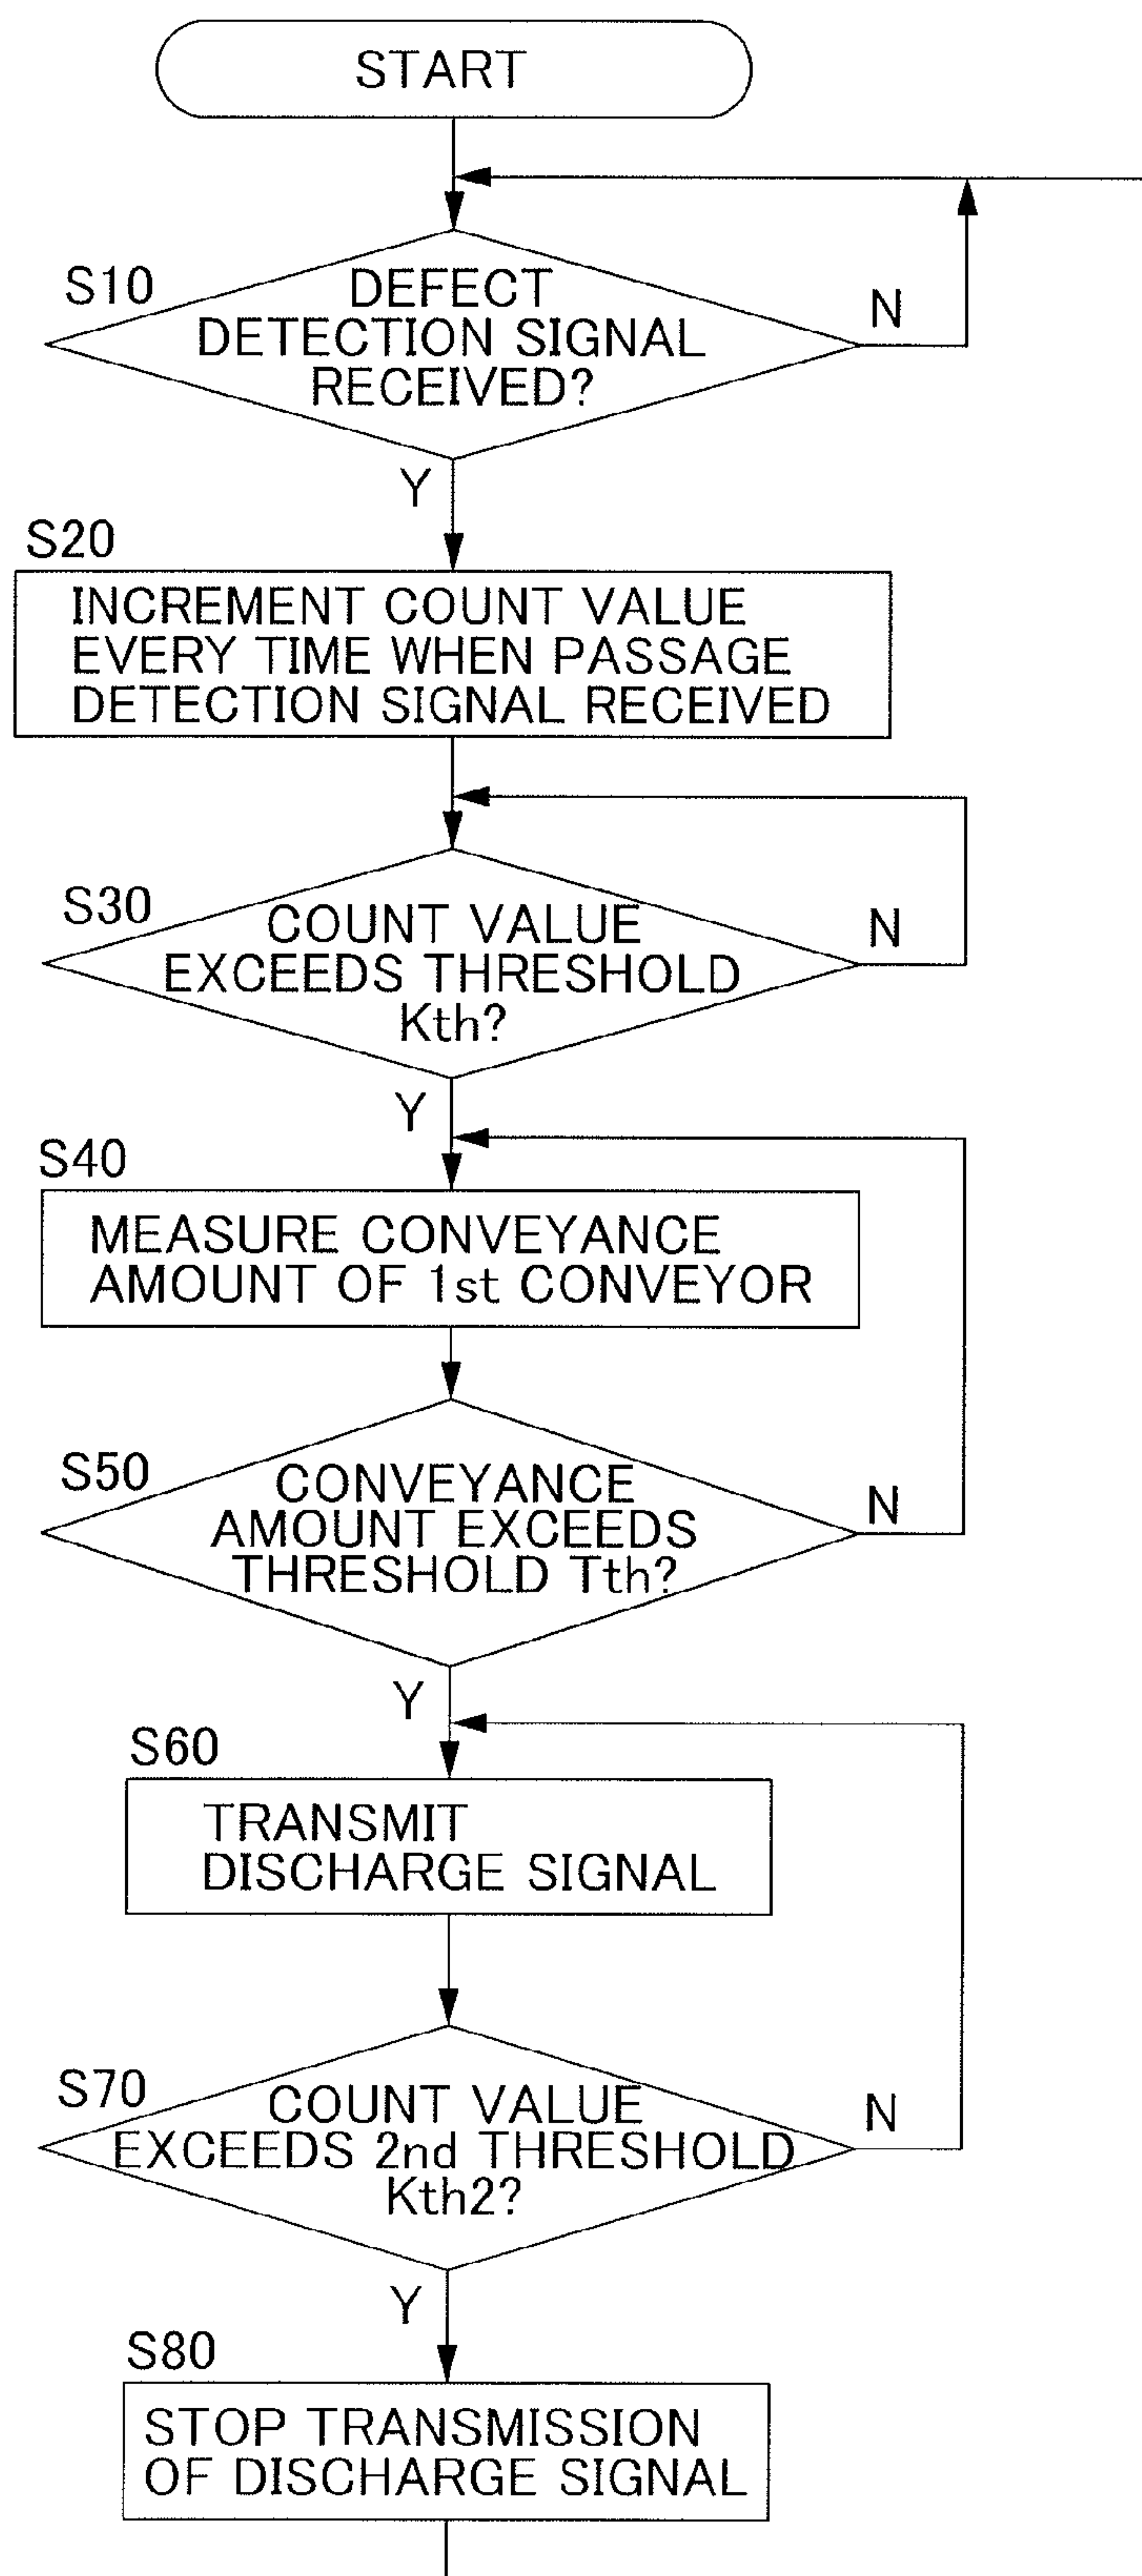 START
S10
DEFECT
DETECTION SIGNAL
RECEIVED?
N
Y
S20
INCREMENT COUNT VALUE
EVERY TIME WHEN PASSAGE
DETECTION SIGNAL RECEIVED
S30
COUNT VALUE
EXCEEDS THRESHOLD
Kth?
N
Y
S40
MEASURE CONVEYANCE
AMOUNT OF 1st CONVEYOR
S50
CONVEYANCE
AMOUNT EXCEEDS
THRESHOLD Tth?
N
Y
S60
TRANSMIT
DISCHARGE SIGNAL
S70
COUNT VALUE
EXCEEDS 2nd THRESHOLD
Kth2?
N
Y
S80
STOP TRANSMISSION
OF DISCHARGE SIGNAL